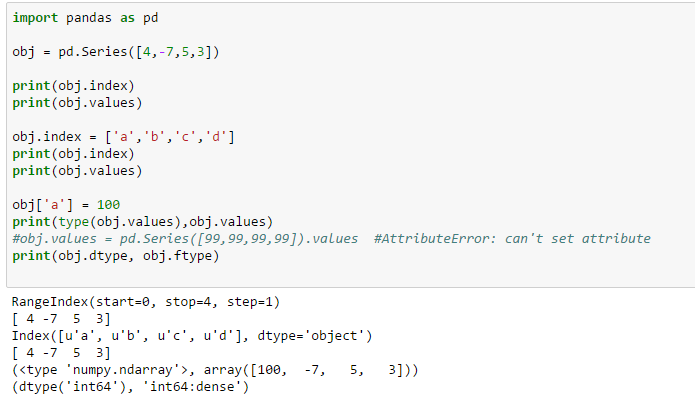 import pandas as pd
obj = pd.Series([4,-7,5,3])
print(obj.index)
print(obj.values)
obj.index = ['a','b','c','d']
print(obj.index)
print(obj.values)
obj['a'] = 100
print(type(obj.values),obj.values)
#obj.values = pd.Series([99,99,99,99]).values  #AttributeError: can't set attribute
print(obj.dtype, obj.ftype)
RangeIndex(start=0, stop=4, step=1)
[ 4 -7  5  3]
Index([u'a', u'b', u'c', u'd'], dtype='object')
[ 4 -7  5  3]
(<type 'numpy.ndarray'>, array([100,  -7,   5,   3]))
(dtype('int64'), 'int64:dense')